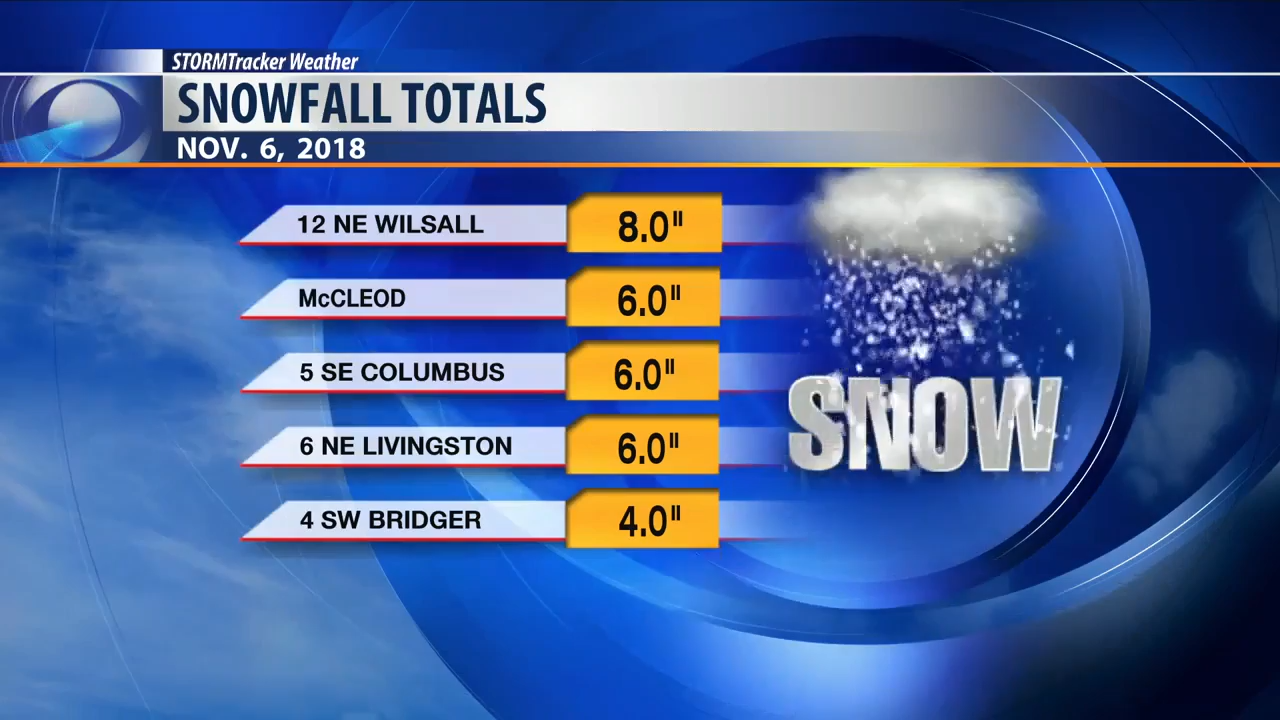 STORMTracker Weather
SNOWFALL TOTALS
NOV. 6, 2018
12 NE WILSALL 8.0"
McCLEOD 6.0"
5 SE COLUMBUS 6.0"
6 NE LIVINGSTON 6.0"
4 SW BRIDGER 4.0"
SNOW